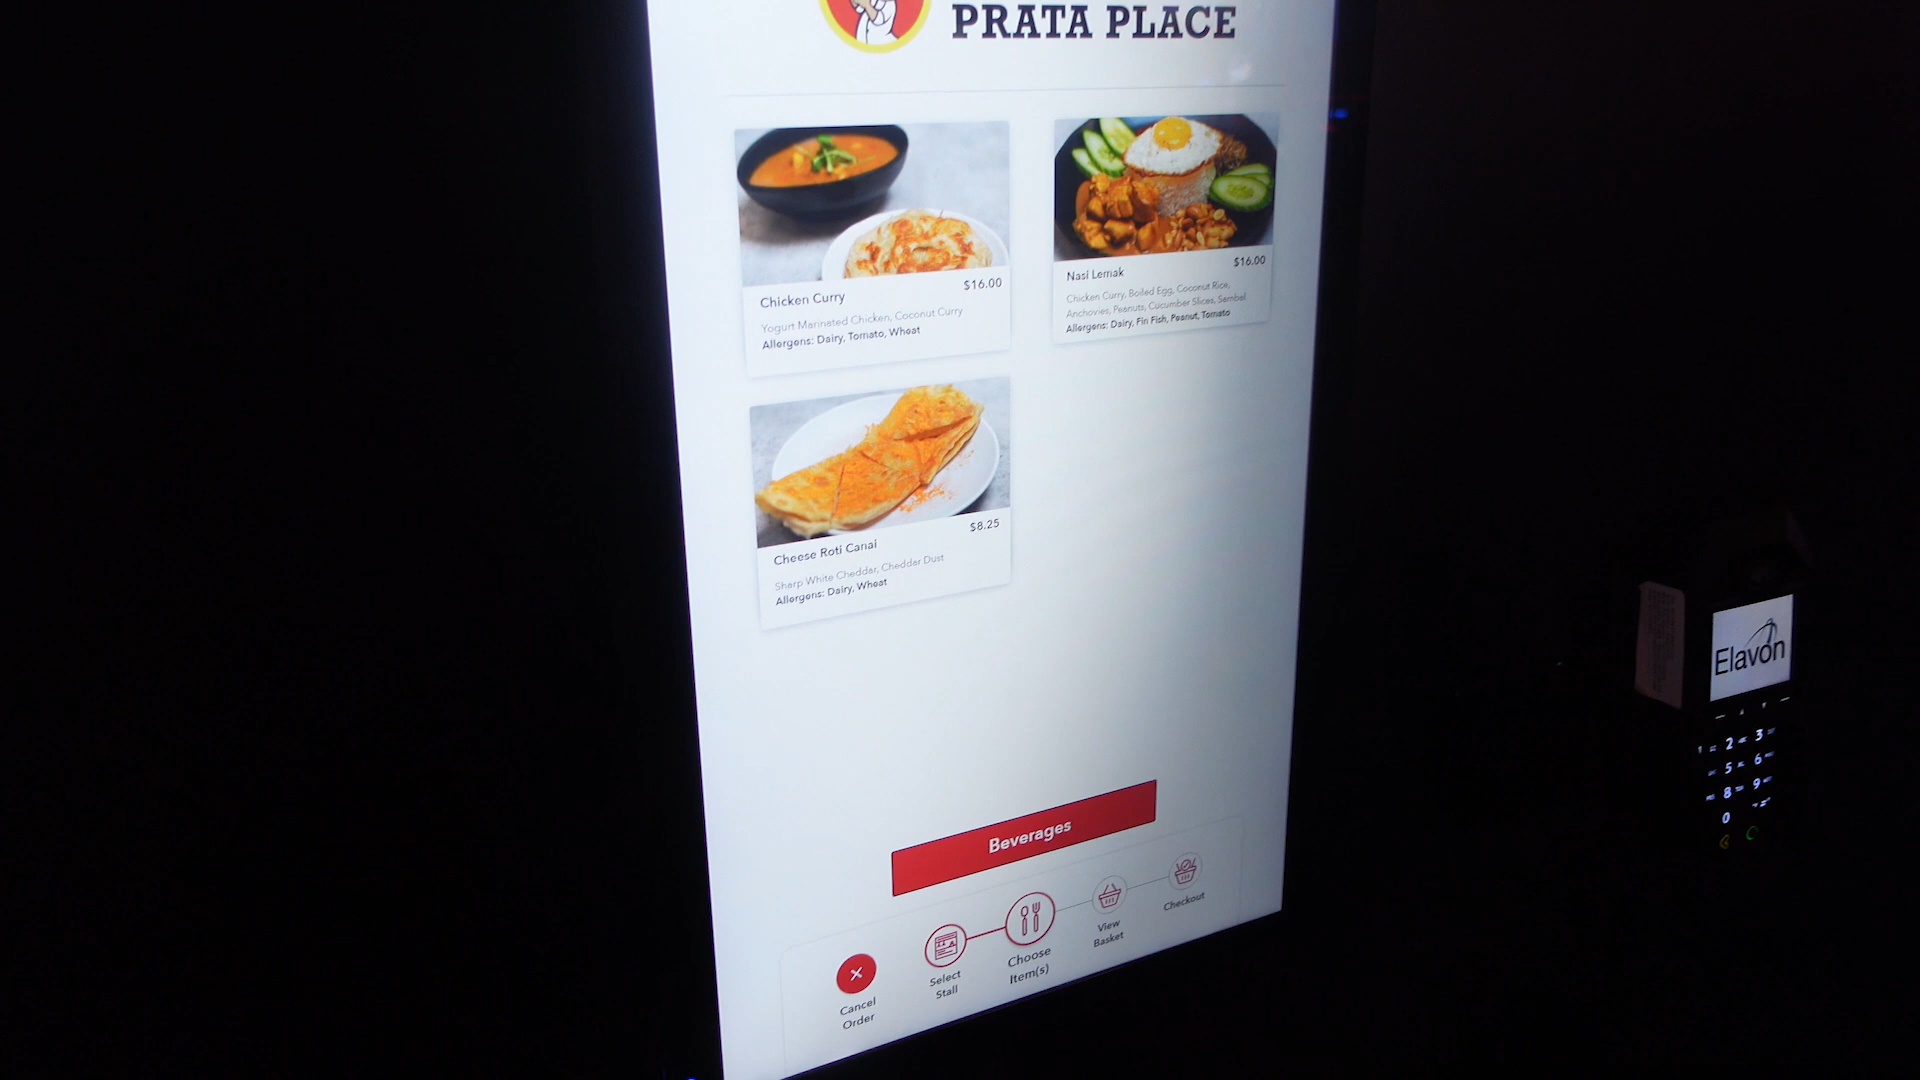 PRATA PLACE
Chicken Curry
$16.00
Yogurt Marinated Chicken, Coconut Curry
Allergens: Dairy, Tomato, Wheat
Nasi Lemak
$16.00
Chicken Curry, Boiled Egg, Coconut Rice,
Anchovies, Peanuts, Cucumber Slices, Sambal
Allergens: Dairy, Fin Fish, Peanut, Tomato
Cheese Roti Canai
$8.25
Sharp White Cheddar, Cheddar Dust
Allergens: Dairy, Wheat
Beverages
Cancel
Order
Select
Stall
Choose
Item(s)
View
Basket
Checkout
Elavon
1 2 3
5 6
8 9
0